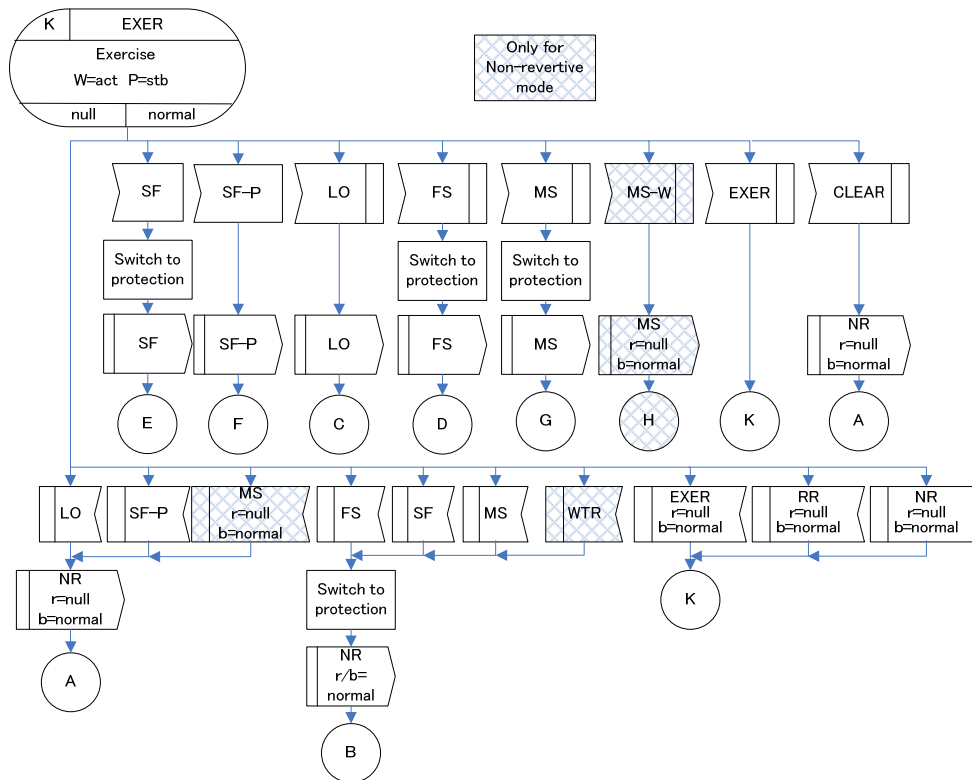 K EXER
Exercise
W=act P=stb
null normal
Only for
Non-revertive
mode
SF SF-P LO FS MS MS-W EXER CLEAR
Switch to
protection
Switch to
protection
Switch to
protection
SF SF-P LO FS MS
MS
r=null
b=normal
NR
r=null
b=normal
E F C D G H K A
LO SF-P
MS
r=null
b=normal
FS SF MS WTR
EXER
r=null
b=normal
RR
r=null
b=normal
NR
r=null
b=normal
NR
r=null
b=normal
A
Switch to
protection
NR
r/b=
normal
B
K